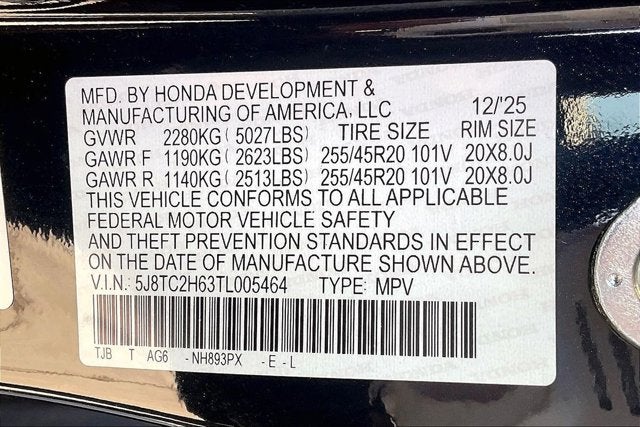 MFD. BY HONDA DEVELOPMENT &
MANUFACTURING OF AMERICA, LLC 12/'25
GVWR 2280KG ( 5027LBS) TIRE SIZE RIM SIZE
GAWR F 1190KG ( 2623LBS) 255/45R20 101V 20X8.0J
GAWR R 1140KG ( 2513LBS) 255/45R20 101V 20X8.0J
THIS VEHICLE CONFORMS TO ALL APPLICABLE
FEDERAL MOTOR VEHICLE SAFETY
AND THEFT PREVENTION STANDARDS IN EFFECT
ON THE DATE OF MANUFACTURE SHOWN ABOVE.
V.I.N.: 5J8TC2H63TL005464 TYPE: MPV
TJB T AG6 -NH893PX -E-L